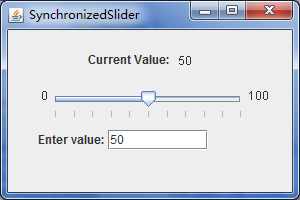 SynchronizedSlider
Current Value: 50
0 100
Enter value: 50